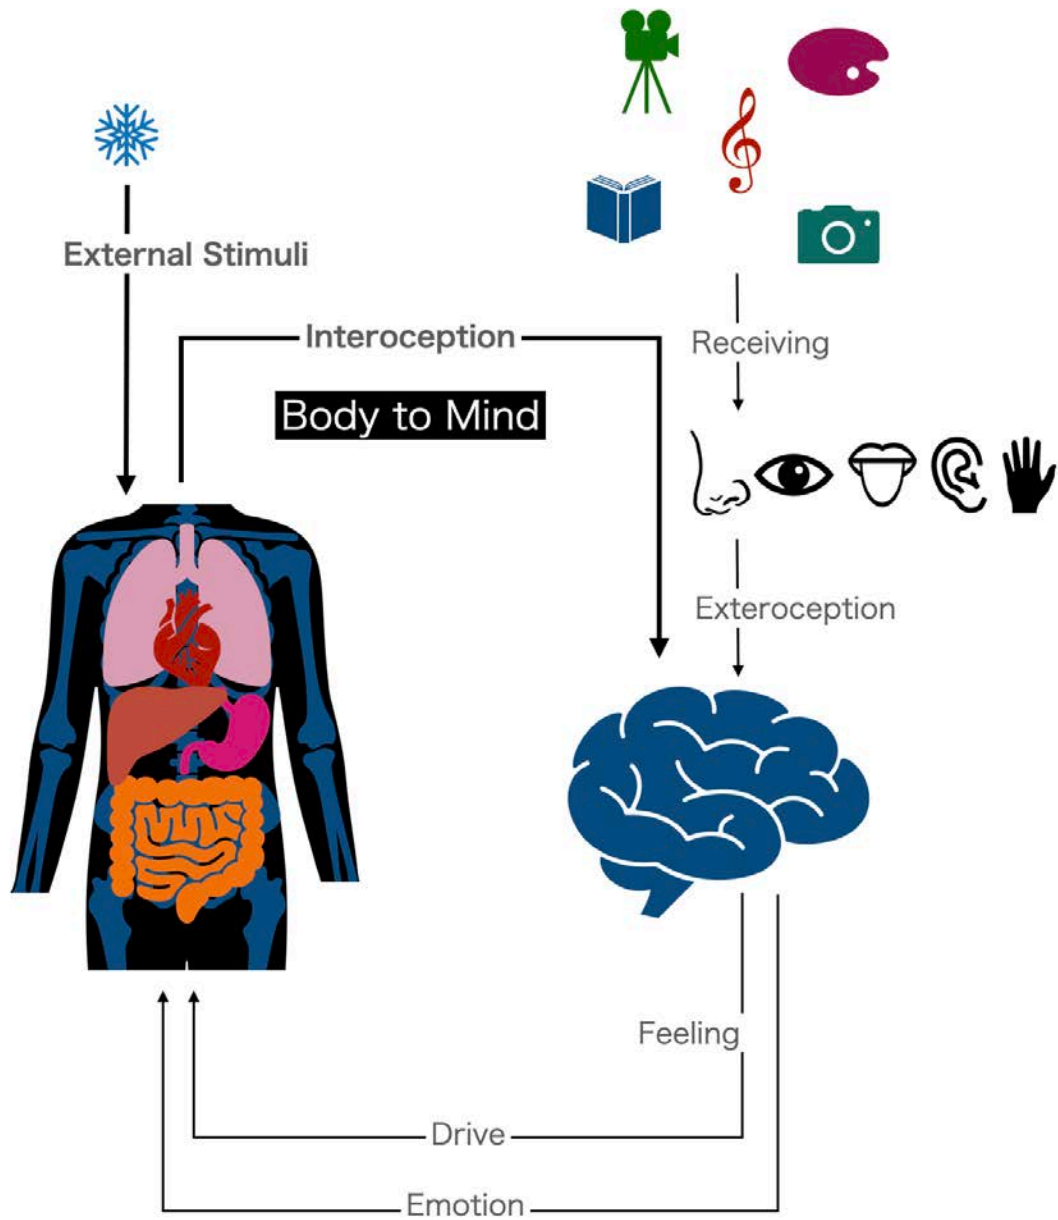 External Stimuli
Interoception
Receiving
Body to Mind
Exteroception
Feeling
Drive
Emotion